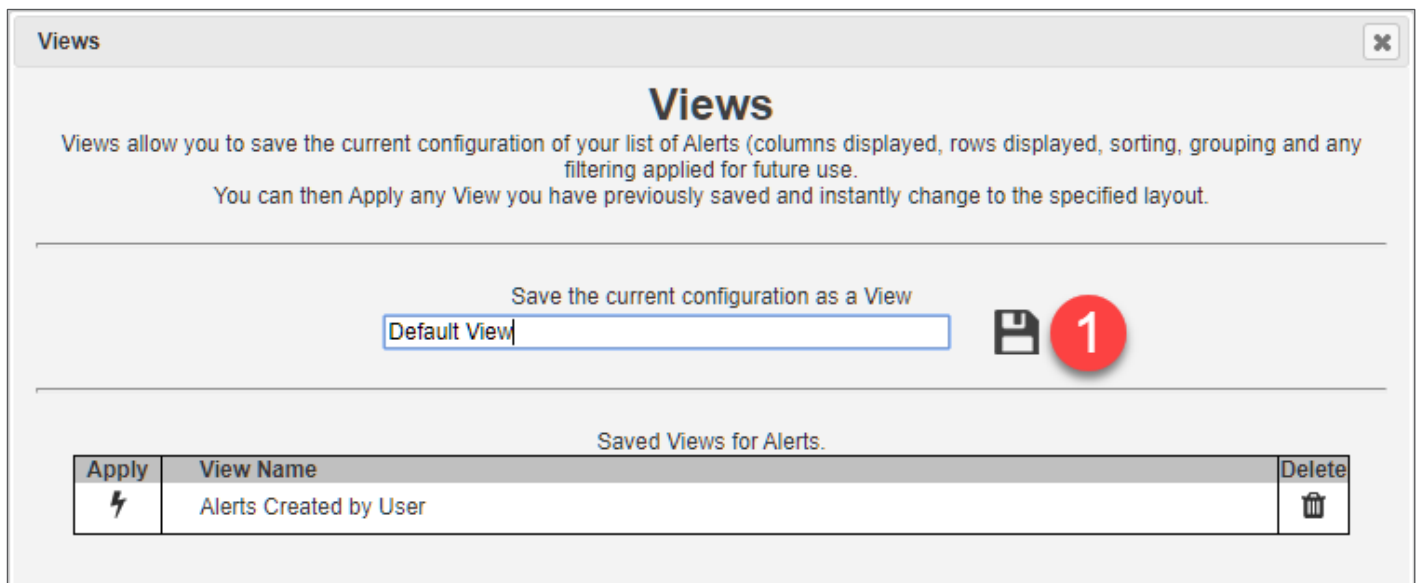 Views
Views
Views allow you to save the current configuration of your list of Alerts (columns displayed, rows displayed, sorting, grouping and any
filtering applied for future use.
You can then Apply any View you have previously saved and instantly change to the specified layout.
Save the current configuration as a View
Default View
1
Saved Views for Alerts.
Apply View Name Delete
Alerts Created by User